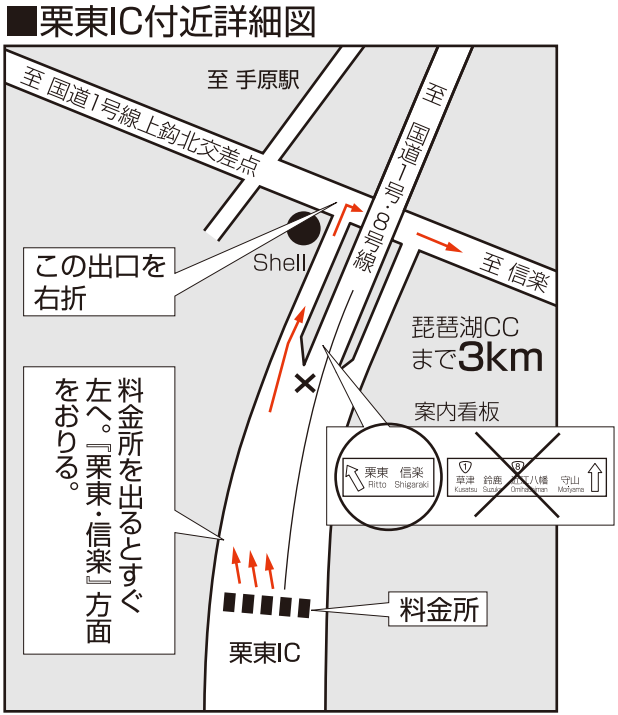 ■栗東IC付近詳細図
至 手原駅
至 国道1号線上鈎北交差点
至 国道1号・8号線
この出口を
右折
Shell
至 信楽
琵琶湖CC
まで3km
案内看板
栗東 信楽
Ritto Shigaraki
1 8
草津 鈴鹿 近江八幡 守山
Kusatsu Suzuka Omihachiman Moriyama
料金所を出るとすぐ
左へ。『栗東・信楽』方面
をおりる。
料金所
栗東IC